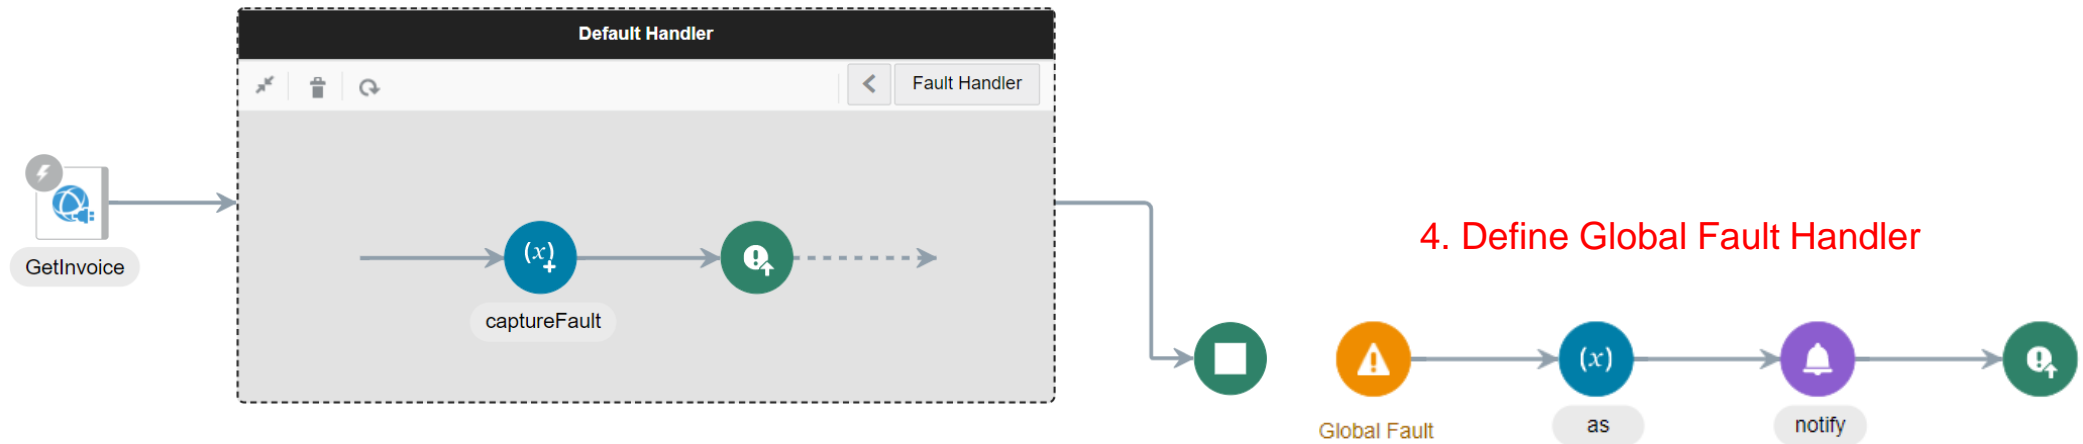 Default Handler
Fault Handler
GetInvoice
(x)
captureFault
4. Define Global Fault Handler
(x)
Global Fault
as
notify